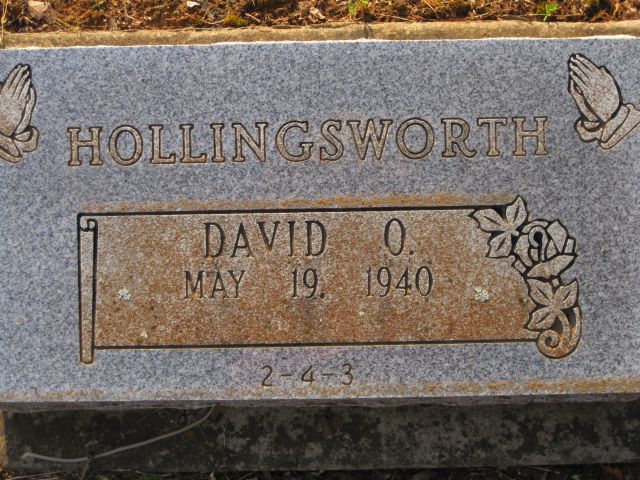 HOLLINGSWORTH
DAVID O.
MAY 19, 1940
2-4-3